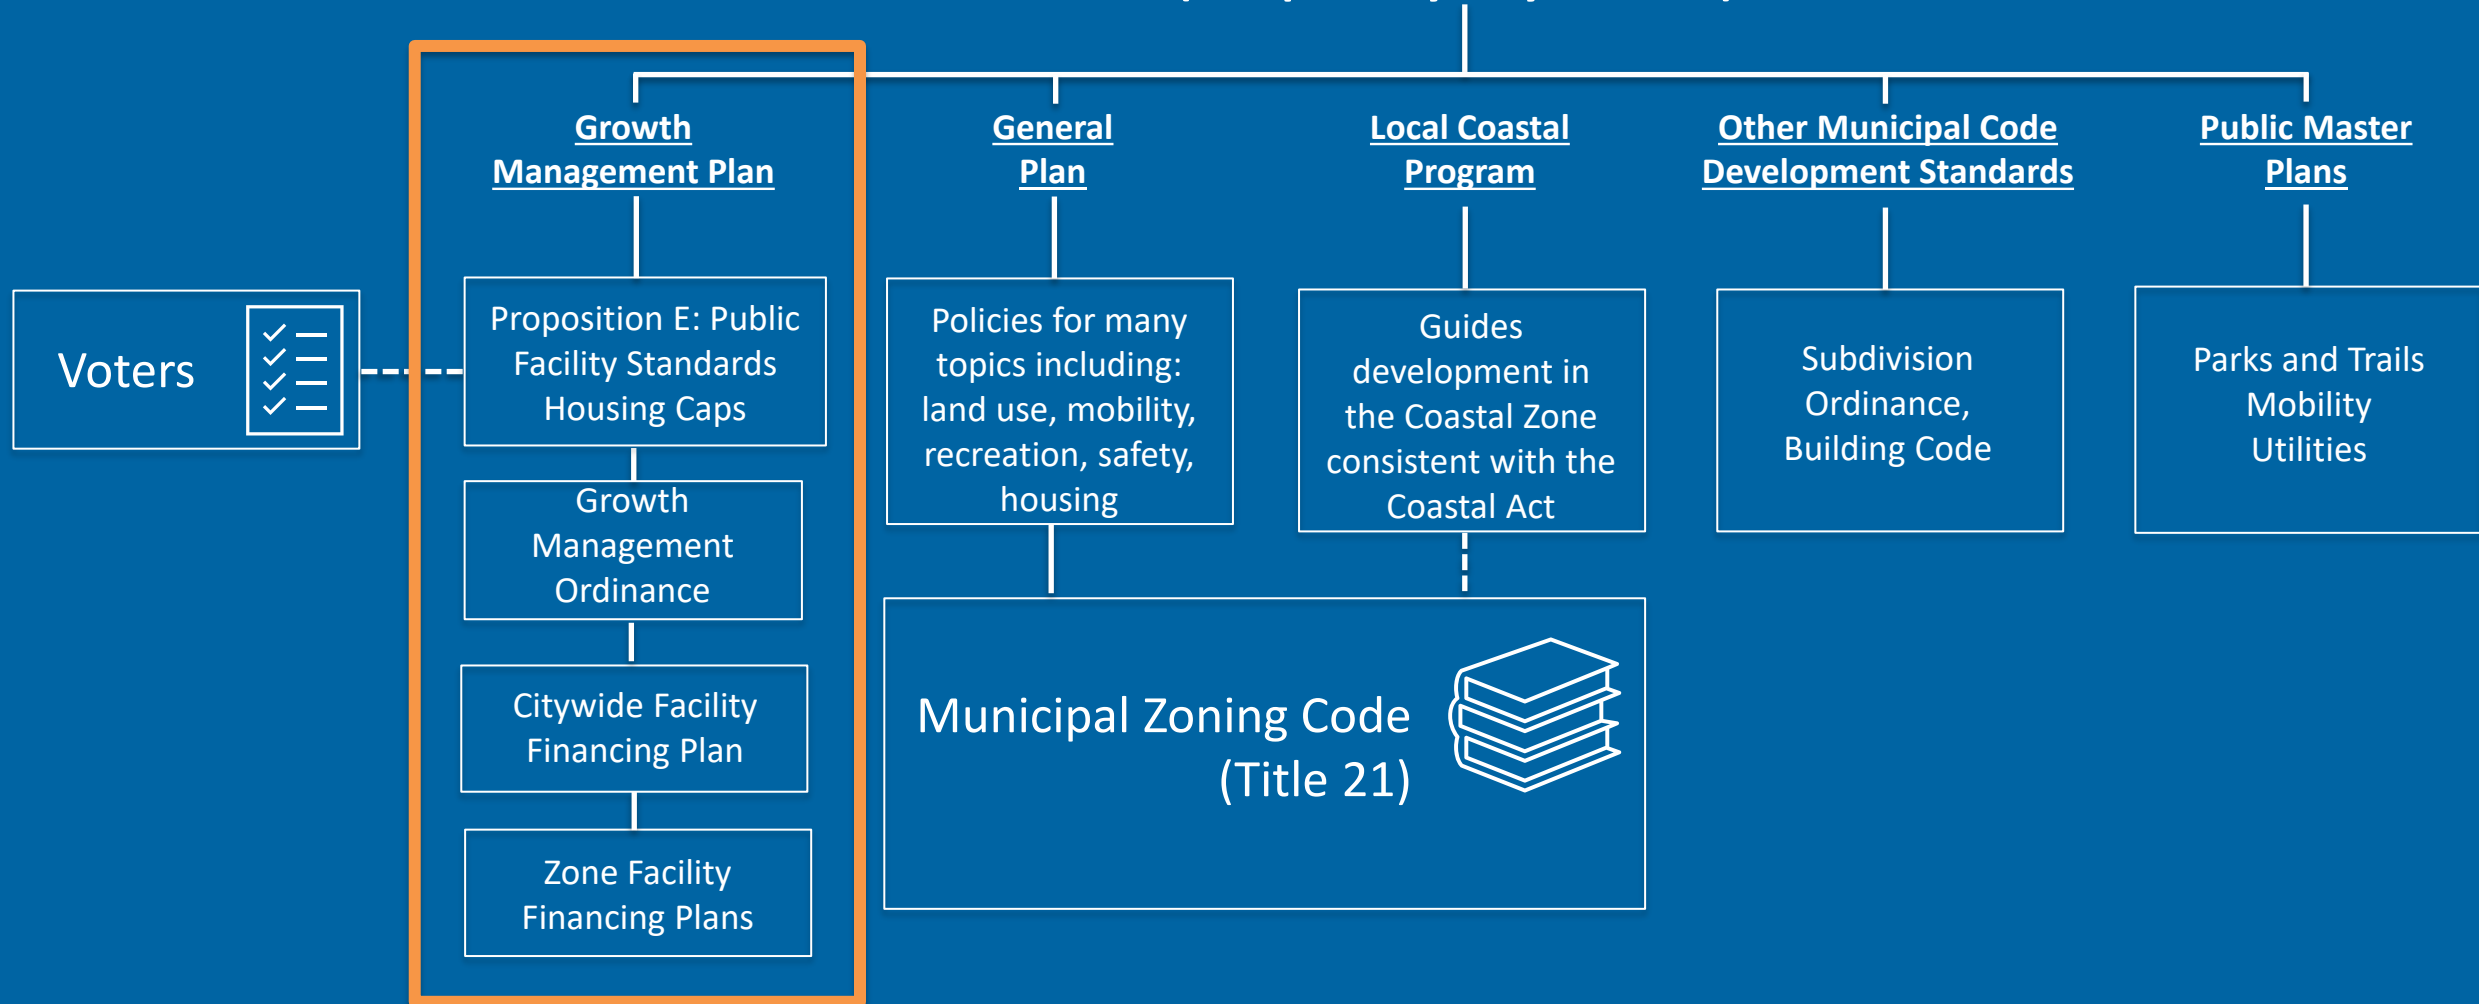 Growth
Management Plan
General
Plan
Local Coastal
Program
Other Municipal Code
Development Standards
Public Master
Plans
Voters
Proposition E: Public
Facility Standards
Housing Caps
Growth
Management
Ordinance
Citywide Facility
Financing Plan
Zone Facility
Financing Plans
Policies for many
topics including:
land use, mobility,
recreation, safety,
housing
Guides
development in
the Coastal Zone
consistent with the
Coastal Act
Municipal Zoning Code
(Title 21)
Subdivision
Ordinance,
Building Code
Parks and Trails
Mobility
Utilities